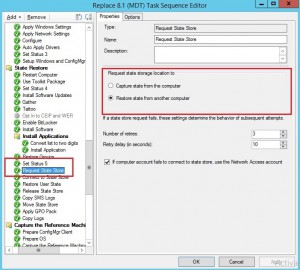 Replace 8.1 (MDT) Task Sequence Editor
Add
Remove
Apply Windows Settings
Apply Network Settings
Configure
Auto Apply Drivers
Set Status 3
Setup Windows and ConfigMgr
State Restore
Restart Computer
Use Toolkit Package
Set Status 4
Install Software Updates
Gather
Tattoo
Opt In to CEIP and WER
Enable BitLocker
Install Software
Install Applications
Convert list to two digits
Install Application
Restore Groups
Set Status 5
Request State Store
Connect to State Store
Restore User State
Release State Store
Copy SMS Logs
Move State Store
Apply GPO Pack
Copy Logs
Capture the Reference Machi
Prepare ConfigMgr Client
Prepare OS
Properties
Options
Type:
Request State Store
Name:
Request State Store
Description:
Request state storage location to
Capture state from the computer
Restore state from another computer
If a state store request fails, these settings determine the behavior of subsequent attempts.
Number of retries:
3
Retry delay (in seconds):
10
If computer account fails to connect to state store, use the Network Access account
OK
Cancel
Apply